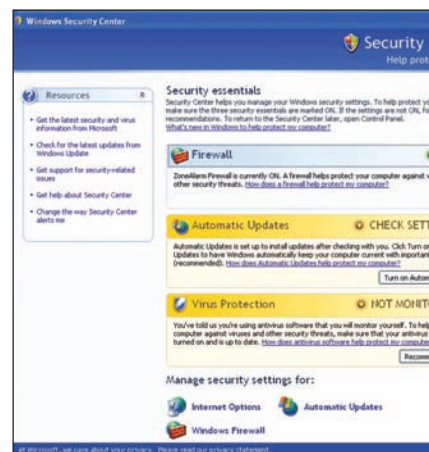 Windows Security Center
Security
Help prot
Resources
• Get the latest security and virus
information from Microsoft
• Check for the latest updates from
Windows Update
• Get support for security-related
issues
• Get help about Security Center
• Change the way Security Center
alerts me
Security essentials
Security Center helps you manage your Windows security settings. To help protect yo
make sure the three security essentials are marked ON. If the settings are not ON, fo
recommendations. To return to the Security Center later, open Control Panel.
What's new in Windows to help protect my computer?
Firewall
ZoneAlarm Firewall is currently ON. A firewall helps protect your computer against v
other security threats. How does a firewall help protect my computer?
Automatic Updates
CHECK SETT
Automatic Updates is set up to install updates after checking with you. Click Turn on
Updates to have Windows automatically keep your computer current with important
(recommended). How does Automatic Updates help protect my computer?
Turn on Autom
Virus Protection
NOT MONITO
You've told us you're using antivirus software that you will monitor yourself. To help
computer against viruses and other security threats, make sure that your antivirus
turned on and is up to date. How does antivirus software help protect my computer
Recomm
Manage security settings for:
Internet Options
Automatic Updates
Windows Firewall
At Microsoft, we care about your privacy. Please read our privacy statement.